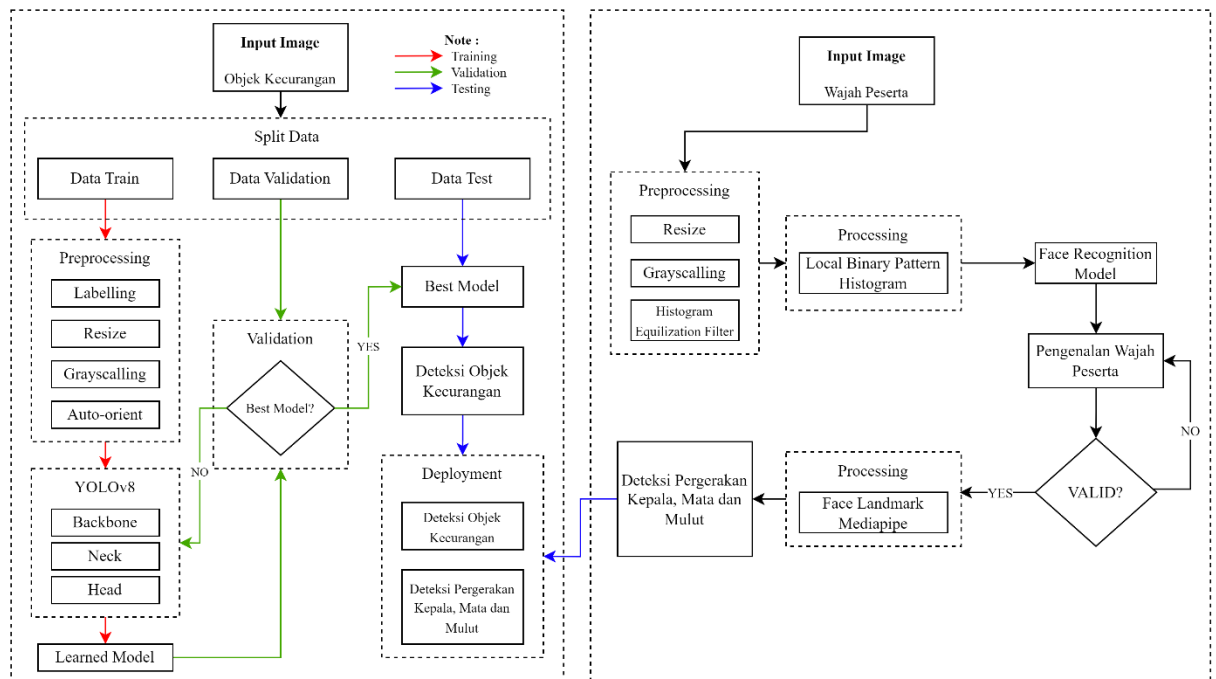 Input Image
Objek Kecurangan
Note :
Training
Validation
Testing
Split Data
Data Train
Data Validation
Data Test
Preprocessing
Labelling
Resize
Grayscalling
Auto-orient
YOLOv8
Backbone
Neck
Head
Learned Model
Validation
Best Model?
YES
NO
Best Model
Deteksi Objek
Kecurangan
Deployment
Deteksi Objek
Kecurangan
Deteksi Pergerakan
Kepala, Mata dan
Mulut
Input Image
Wajah Peserta
Preprocessing
Resize
Grayscalling
Histogram
Equilization Filter
Processing
Local Binary Pattern
Histogram
Face Recognition
Model
Pengenalan Wajah
Peserta
NO
VALID?
YES
Processing
Face Landmark
Mediapipe
Deteksi Pergerakan
Kepala, Mata dan
Mulut